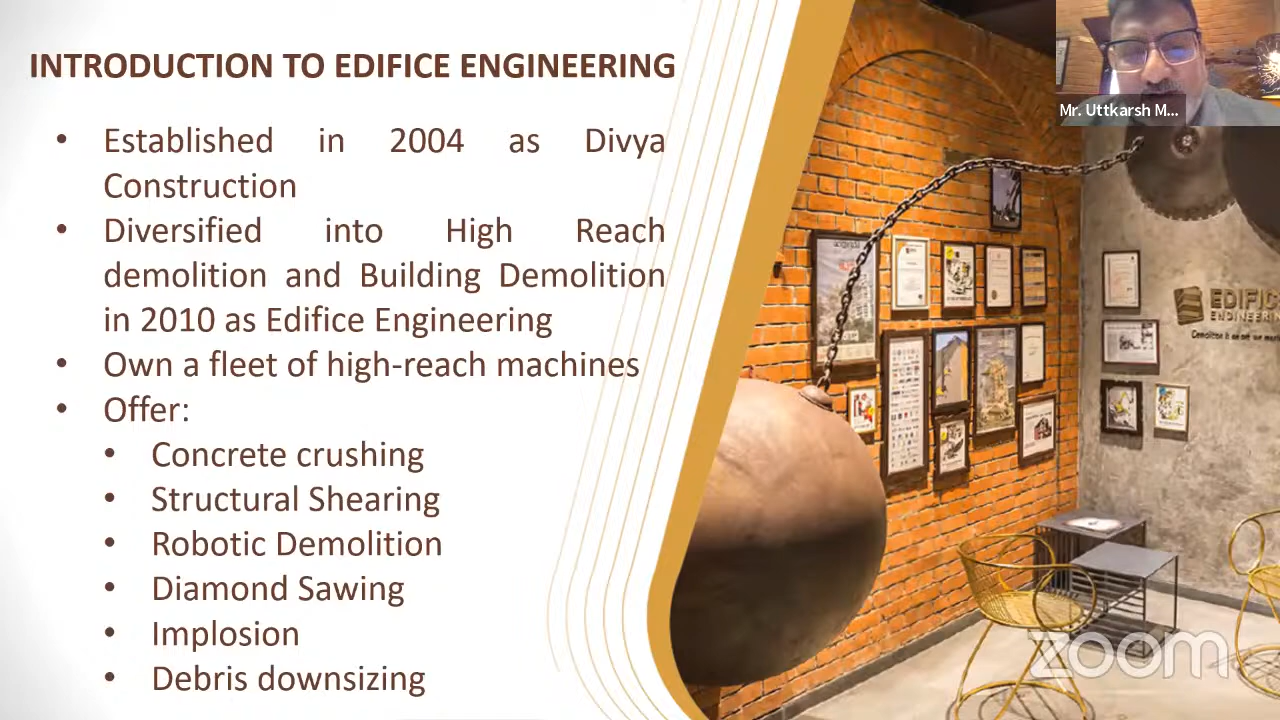 INTRODUCTION TO EDIFICE ENGINEERING
Mr. Uttkarsh M...
• Established in 2004 as Divya
Construction
• Diversified into High Reach
demolition and Building Demolition
in 2010 as Edifice Engineering
• Own a fleet of high-reach machines
• Offer:
• Concrete crushing
• Structural Shearing
• Robotic Demolition
• Diamond Sawing
• Implosion
• Debris downsizing
EDIFIC
ENGINEERIN
zoom